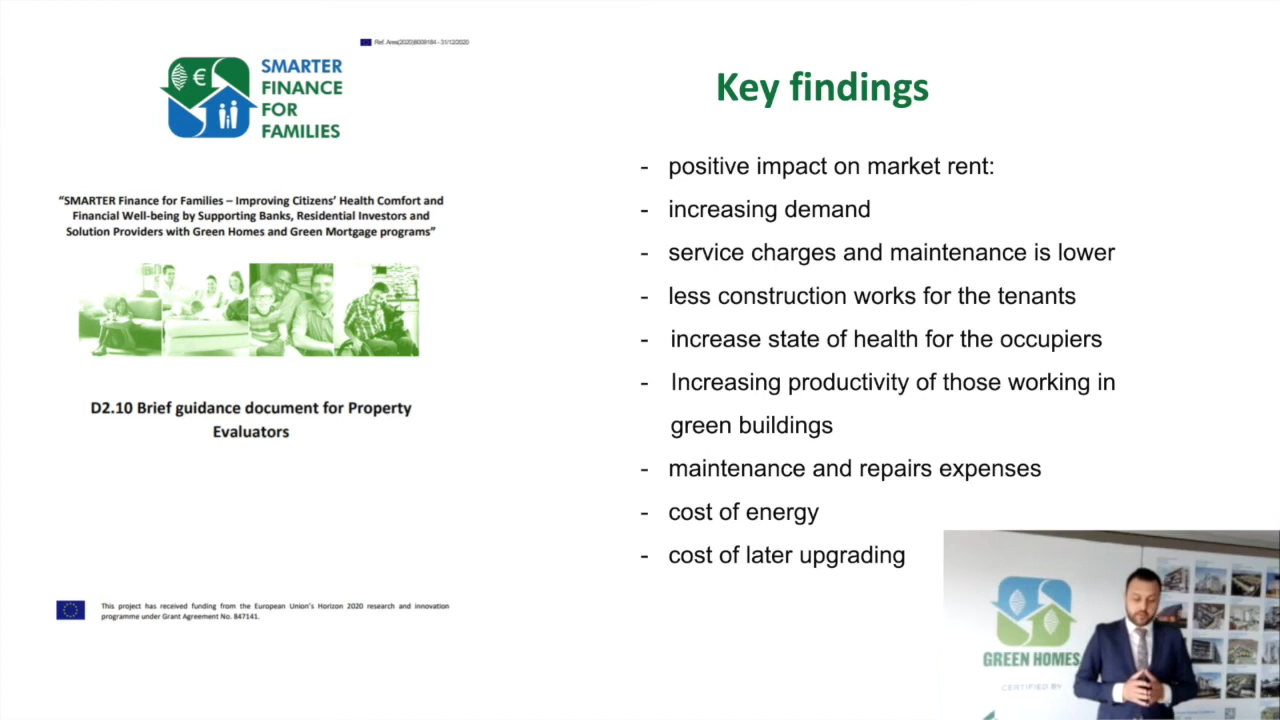 Ref. Ares(2020)8009184 - 31/12/2020
SMARTER
FINANCE
FOR
FAMILIES
“SMARTER Finance for Families – Improving Citizens’ Health Comfort and
Financial Well-being by Supporting Banks, Residential Investors and
Solution Providers with Green Homes and Green Mortgage programs”
D2.10 Brief guidance document for Property
Evaluators
This project has received funding from the European Union’s Horizon 2020 research and innovation
programme under Grant Agreement No. 847141.
Key findings
- positive impact on market rent:
- increasing demand
- service charges and maintenance is lower
- less construction works for the tenants
- increase state of health for the occupiers
- Increasing productivity of those working in
green buildings
- maintenance and repairs expenses
- cost of energy
- cost of later upgrading
GREEN HOMES
CERTIFIED BY